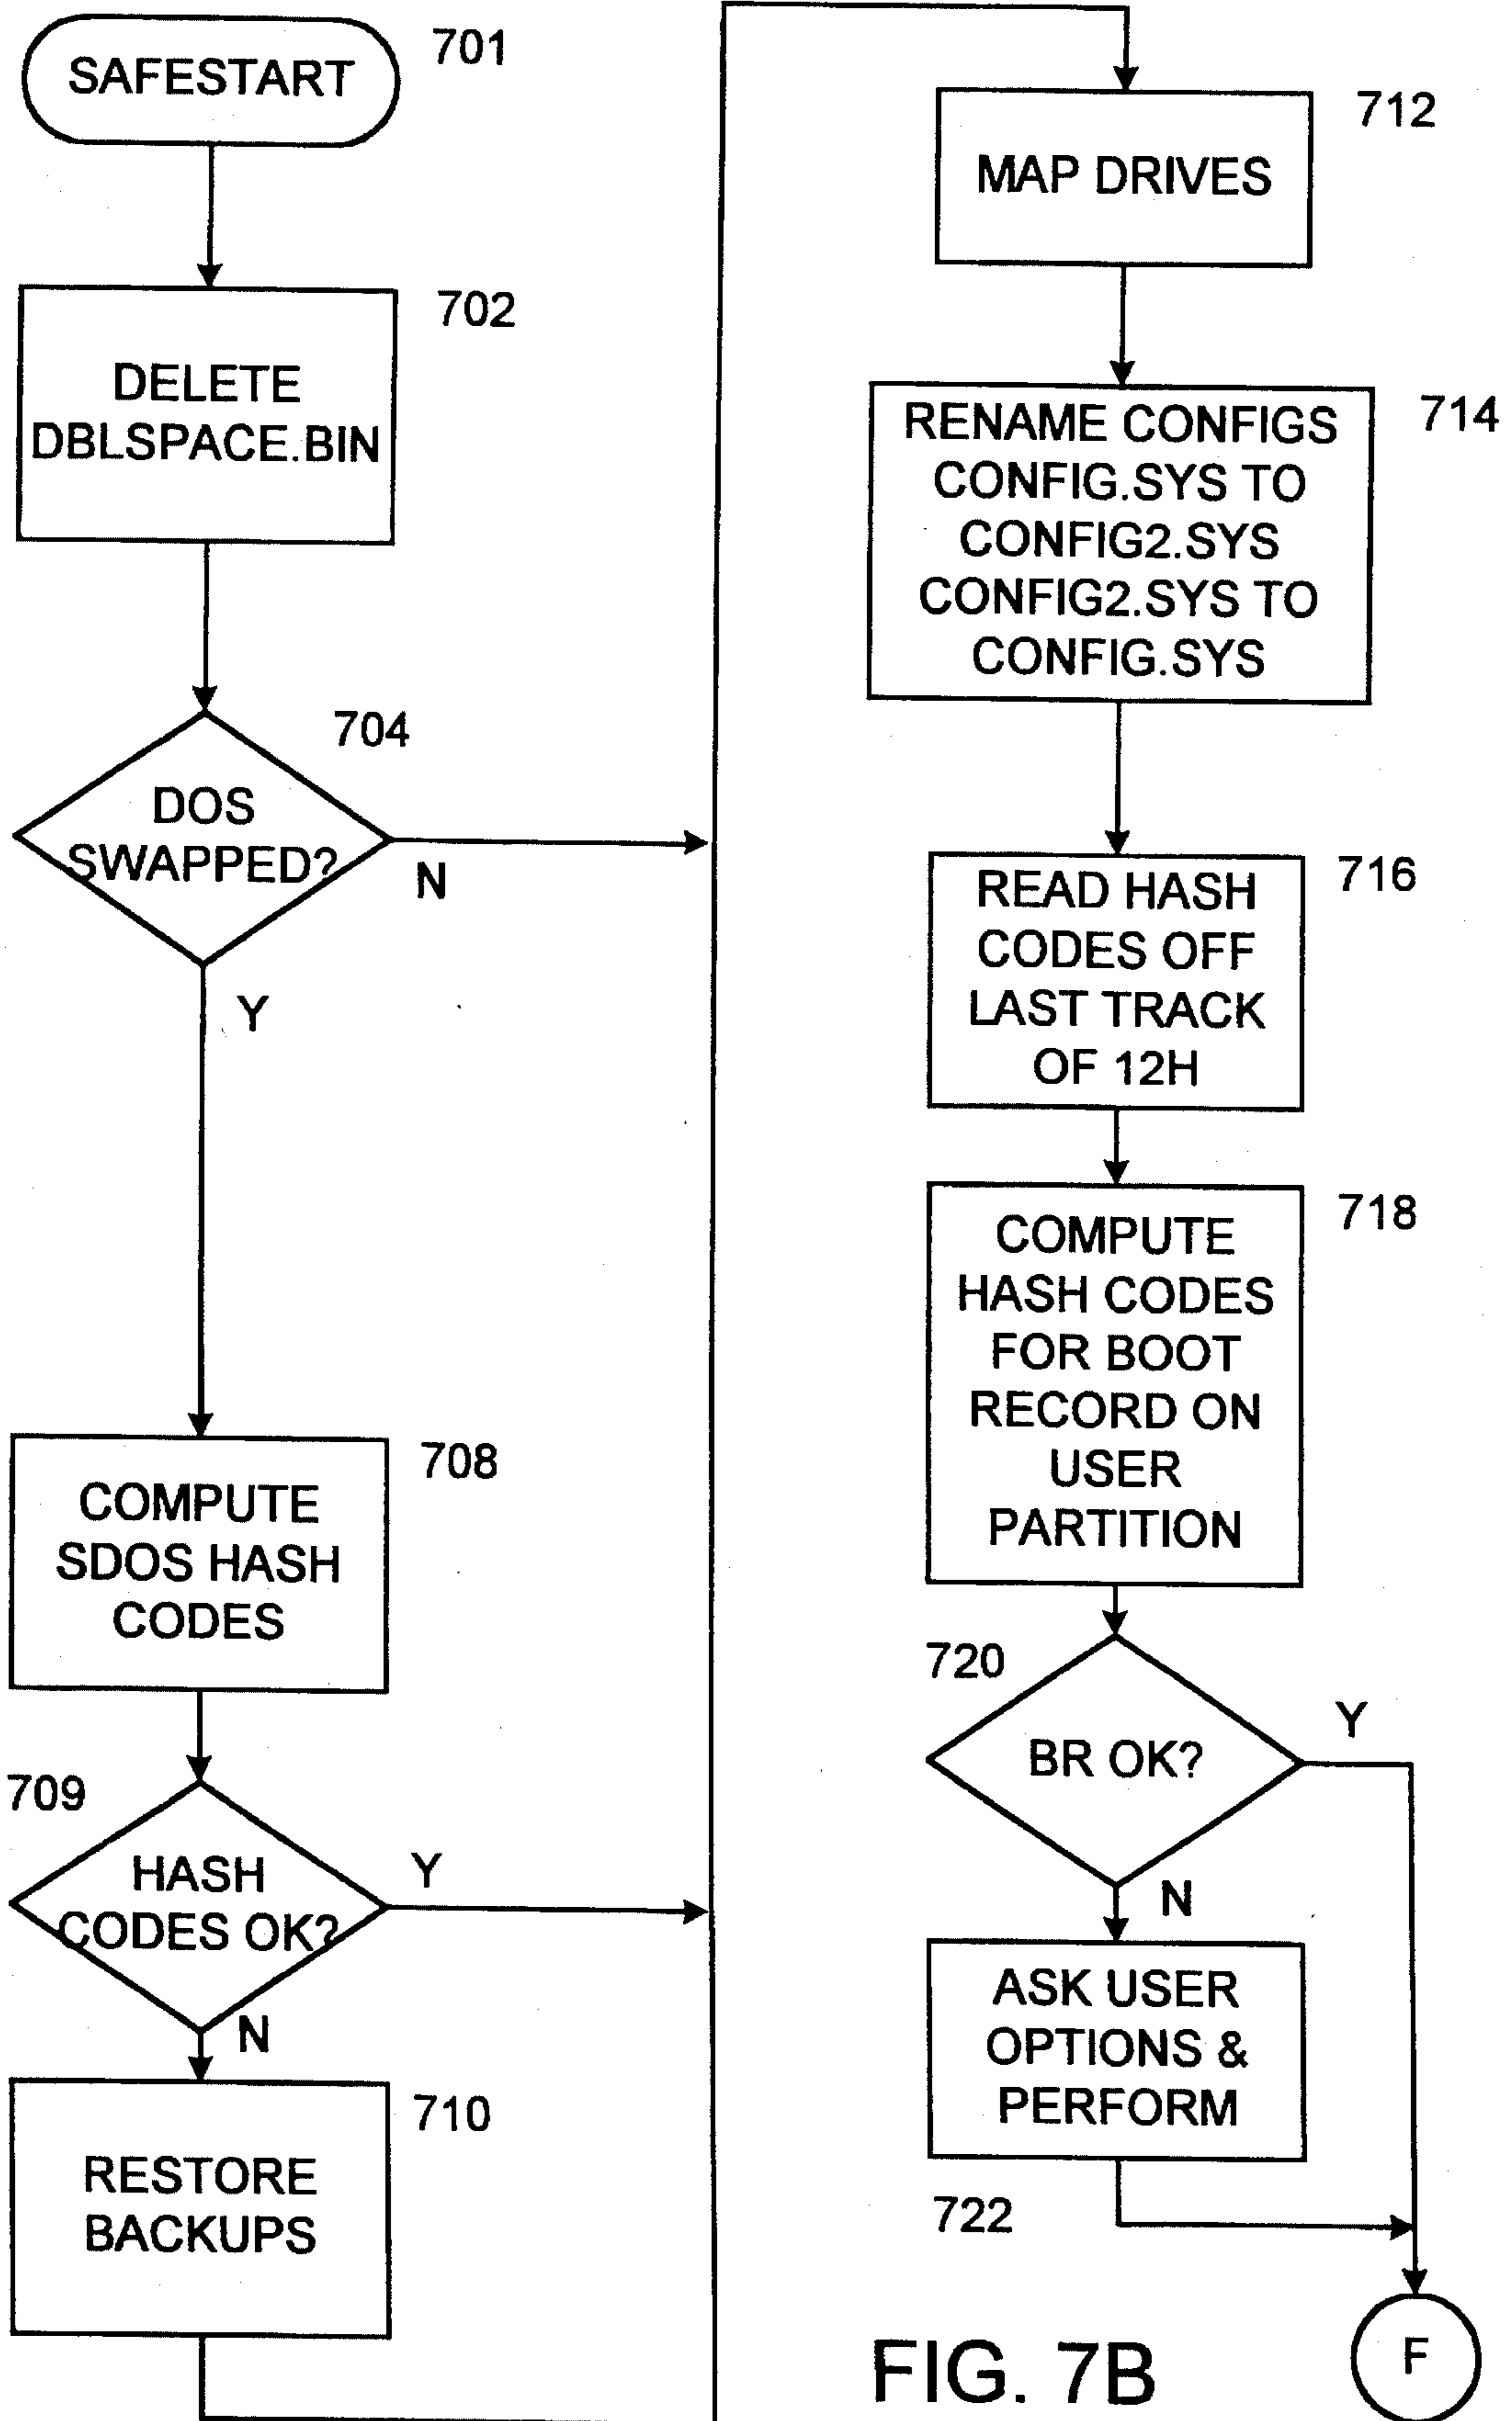 SAFESTART
701
DELETE
DBLSPACE.BIN
702
DOS
SWAPPED?
704
N
Y
COMPUTE
SDOS HASH
CODES
708
709
HASH
CODES OK?
Y
N
RESTORE
BACKUPS
710
MAP DRIVES
712
RENAME CONFIGS
CONFIG.SYS TO
CONFIG2.SYS
CONFIG2.SYS TO
CONFIG.SYS
714
READ HASH
CODES OFF
LAST TRACK
OF 12H
716
COMPUTE
HASH CODES
FOR BOOT
RECORD ON
USER
PARTITION
718
720
BR OK?
Y
N
ASK USER
OPTIONS &
PERFORM
722
F
FIG. 7B